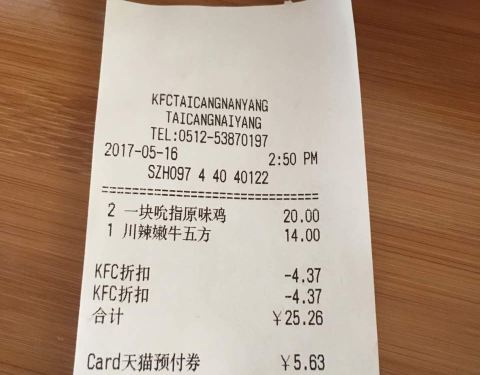 KFCTAICANGNANYANG
TAICANGNAIYANG
TEL:0512-53870197
2017-05-16 2:50 PM
SZH097 4 40 40122
==============================
2 一块吮指原味鸡 20.00
1 川辣嫩牛五方 14.00
KFC折扣 -4.37
KFC折扣 -4.37
合计 ¥25.26
Card天猫预付券 ¥5.63